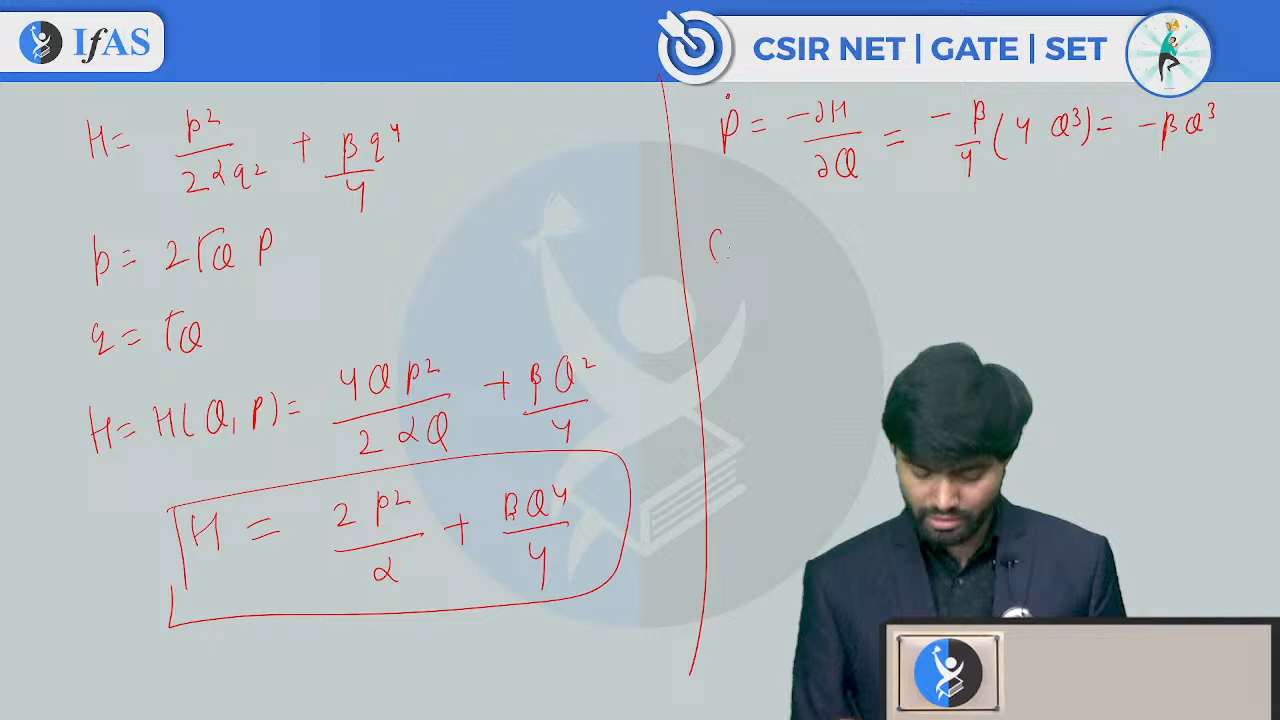 IfAS
CSIR NET | GATE | SET
H = p²/2αq² + βq⁴/4
p = 2√Q P
q = √Q
H = H(Q, P) = 4QP²/2αQ + βQ²/4
H = 2P²/α + βQ⁴/4
Ṗ = -∂H/∂Q = -β/4 (4Q³) = -βQ³
(